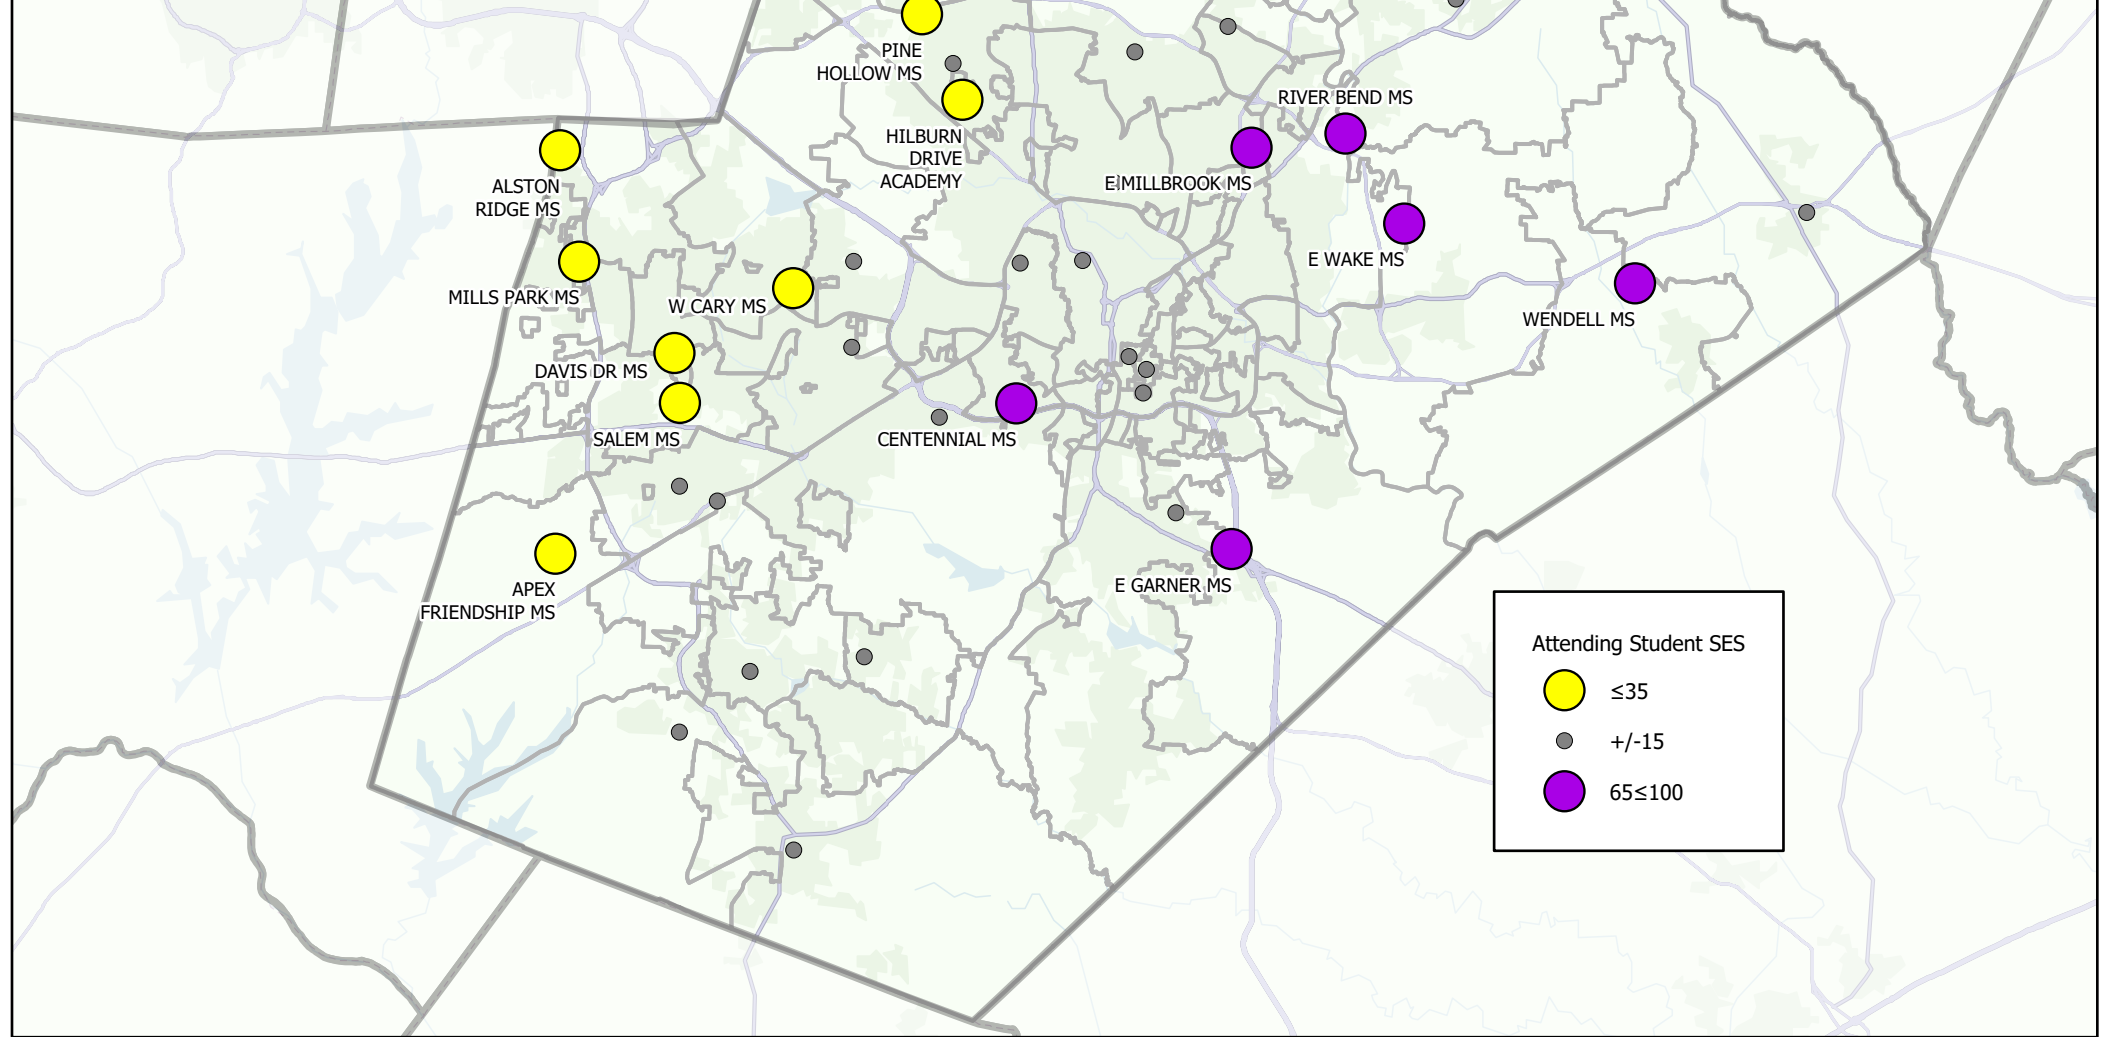 PINE
HOLLOW MS
RIVER BEND MS
HILBURN
DRIVE
ACADEMY
E MILLBROOK MS
ALSTON
RIDGE MS
E WAKE MS
MILLS PARK MS
W CARY MS
WENDELL MS
DAVIS DR MS
SALEM MS
CENTENNIAL MS
APEX
FRIENDSHIP MS
E GARNER MS
Attending Student SES
≤35
+/-15
65≤100